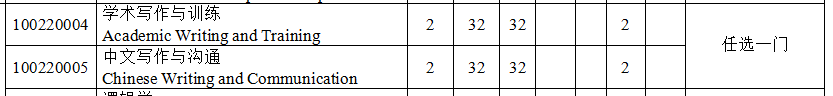 100220004 学术写作与训练 2 32 32 2
Academic Writing and Training
任选一门
100220005 中文写作与沟通 2 32 32 2
Chinese Writing and Communication